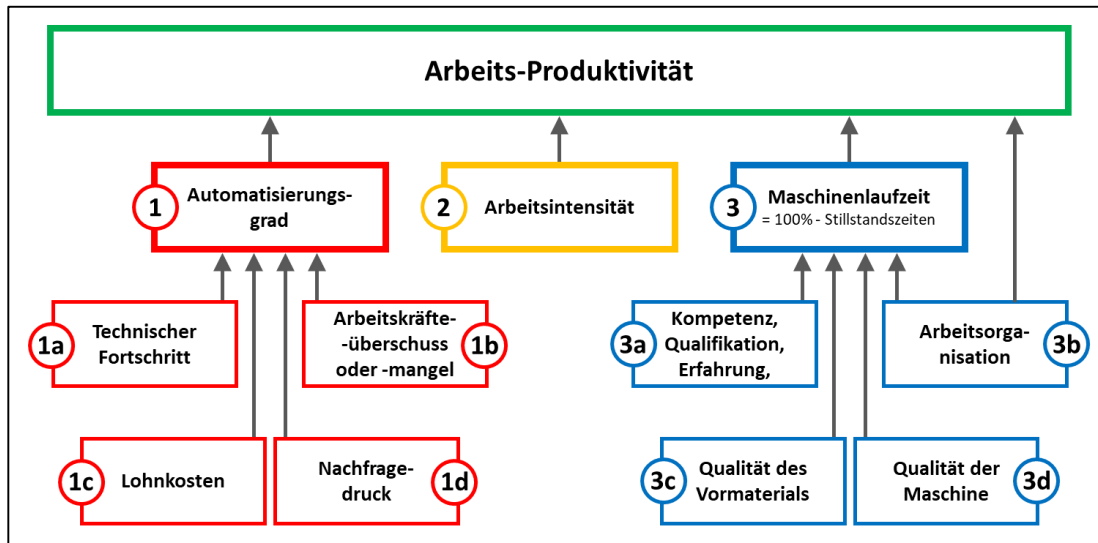 Arbeits-Produktivität
1
Automatisierungs-
grad
2
Arbeitsintensität
3
Maschinenlaufzeit
= 100% - Stillstandszeiten
1a
Technischer
Fortschritt
Arbeitskräfte-
-überschuss
oder -mangel
1b
3a
Kompetenz,
Qualifikation,
Erfahrung,
Arbeitsorga-
nisation
3b
1c
Lohnkosten
Nachfrage-
druck
1d
3c
Qualität des
Vormaterials
Qualität der
Maschine
3d